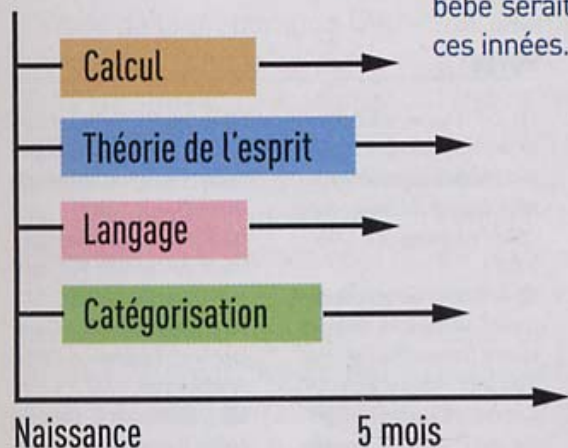 bébé serait
ces innées.
Calcul
Théorie de l'esprit
Langage
Catégorisation
Naissance
5 mois